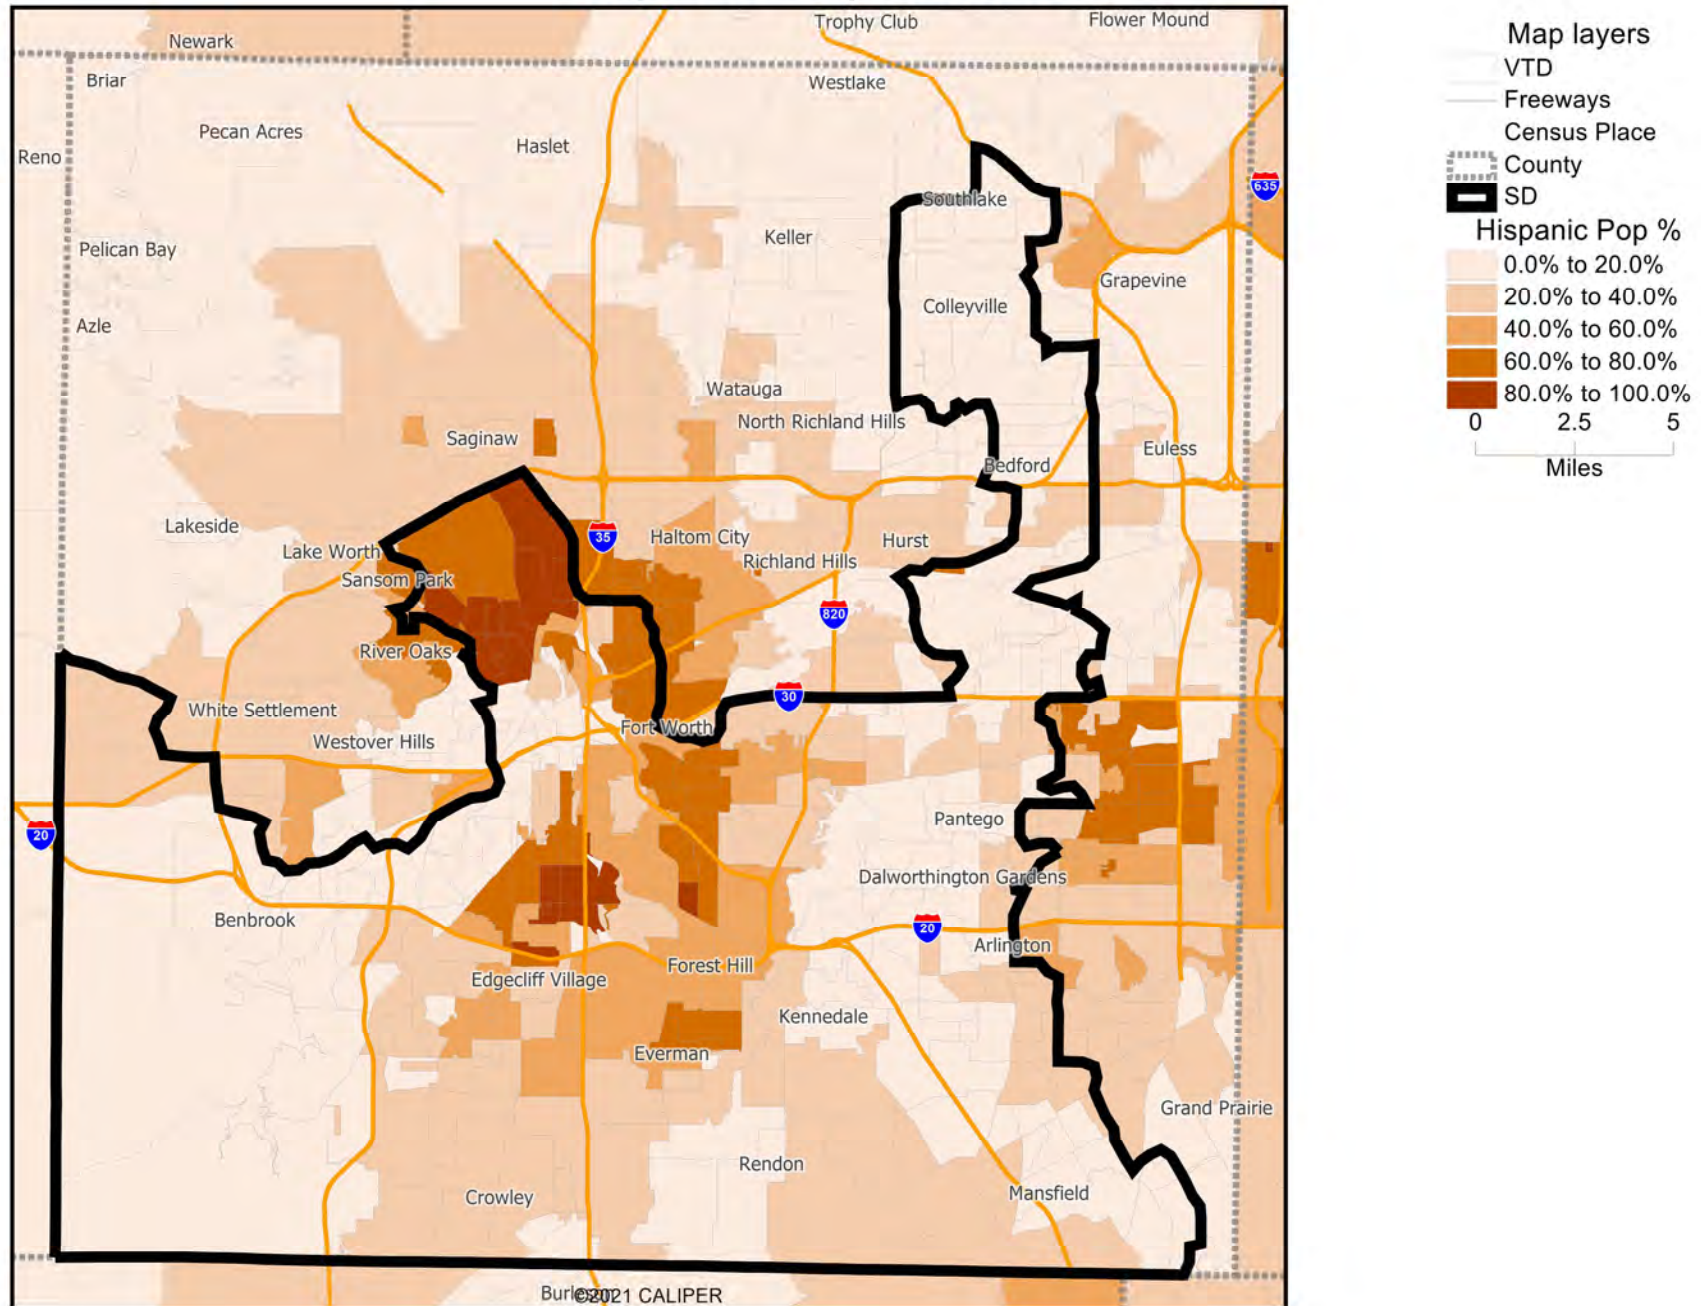 Trophy Club
Flower Mound
Newark
Briar
Westlake
Pecan Acres
Haslet
Reno
635
Southlake
Keller
Pelican Bay
Grapevine
Colleyville
Azle
Watauga
North Richland Hills
Saginaw
Euless
Bedford
Lakeside
35
Haltom City
Hurst
Lake Worth
Richland Hills
Sansom Park
820
River Oaks
30
White Settlement
Fort Worth
Westover Hills
Pantego
20
Dalworthington Gardens
Benbrook
20
Arlington
Forest Hill
Edgecliff Village
Kennedale
Everman
Grand Prairie
Rendon
Crowley
Mansfield
Burleson
©2021 CALIPER
Map layers
VTD
Freeways
Census Place
County
SD
Hispanic Pop %
0.0% to 20.0%
20.0% to 40.0%
40.0% to 60.0%
60.0% to 80.0%
80.0% to 100.0%
0 2.5 5
Miles